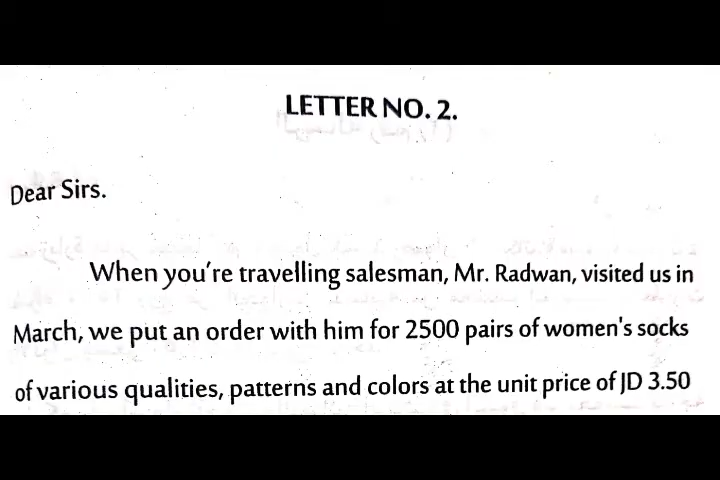 LETTER NO. 2.
Dear Sirs.
When you're travelling salesman, Mr. Radwan, visited us in
March, we put an order with him for 2500 pairs of women's socks
of various qualities, patterns and colors at the unit price of JD 3.50